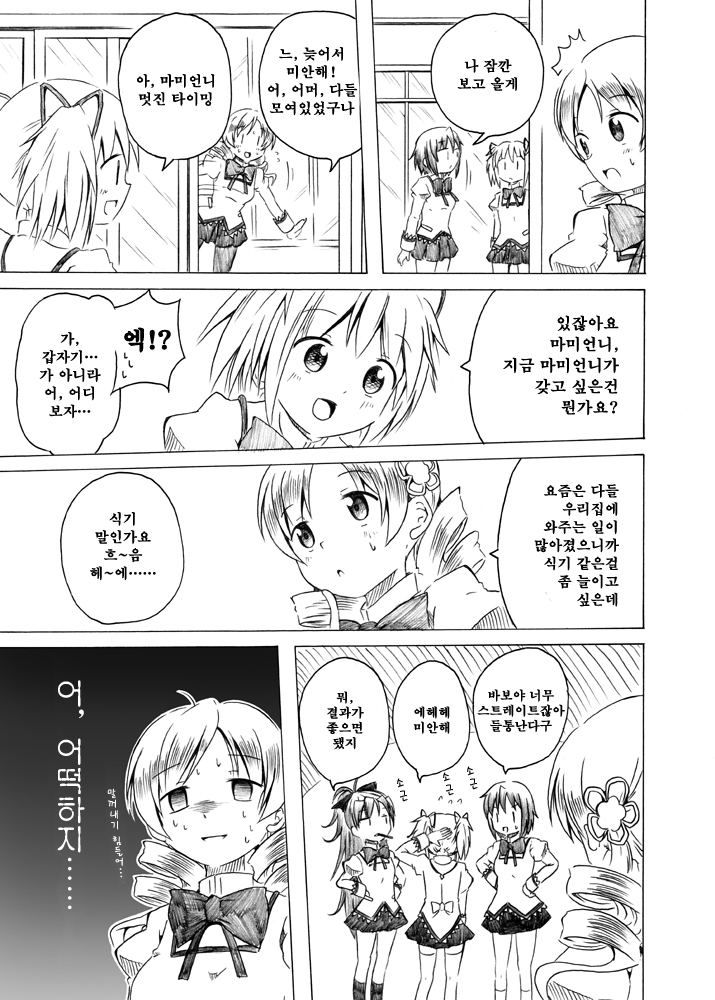 나 잠깐
보고 올게
느, 늦어서
미안해!
어, 어머, 다들
모여있었구나
아, 마미언니
멋진 타이밍
있잖아요
마미언니,
지금 마미언니가
갖고 싶은건
뭔가요?
엑!?
가,
갑자기…
가 아니라
어, 어디
보자…
요즘은 다들
우리집에
와주는 일이
많아졌으니까
식기 같은걸
좀 늘이고
싶은데
식기
말인가요
흐~음
헤~에……
바보야 너무
스트레이트잖아
들통난다구
에헤헤
미안해
뭐,
결과가
좋으면
됐지
소근
소근
소근
어, 어떡하지……
말꺼내기 힘들어…